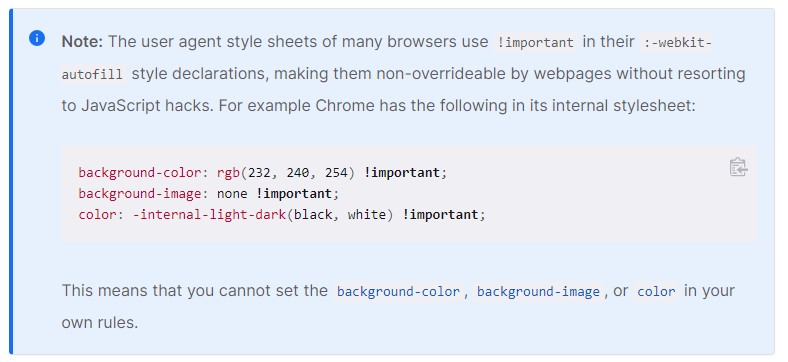 Note: The user agent style sheets of many browsers use !important in their :-webkit-
autofill style declarations, making them non-overrideable by webpages without resorting
to JavaScript hacks. For example Chrome has the following in its internal stylesheet:
background-color: rgb(232, 240, 254) !important;
background-image: none !important;
color: -internal-light-dark(black, white) !important;
This means that you cannot set the background-color, background-image, or color in your
own rules.